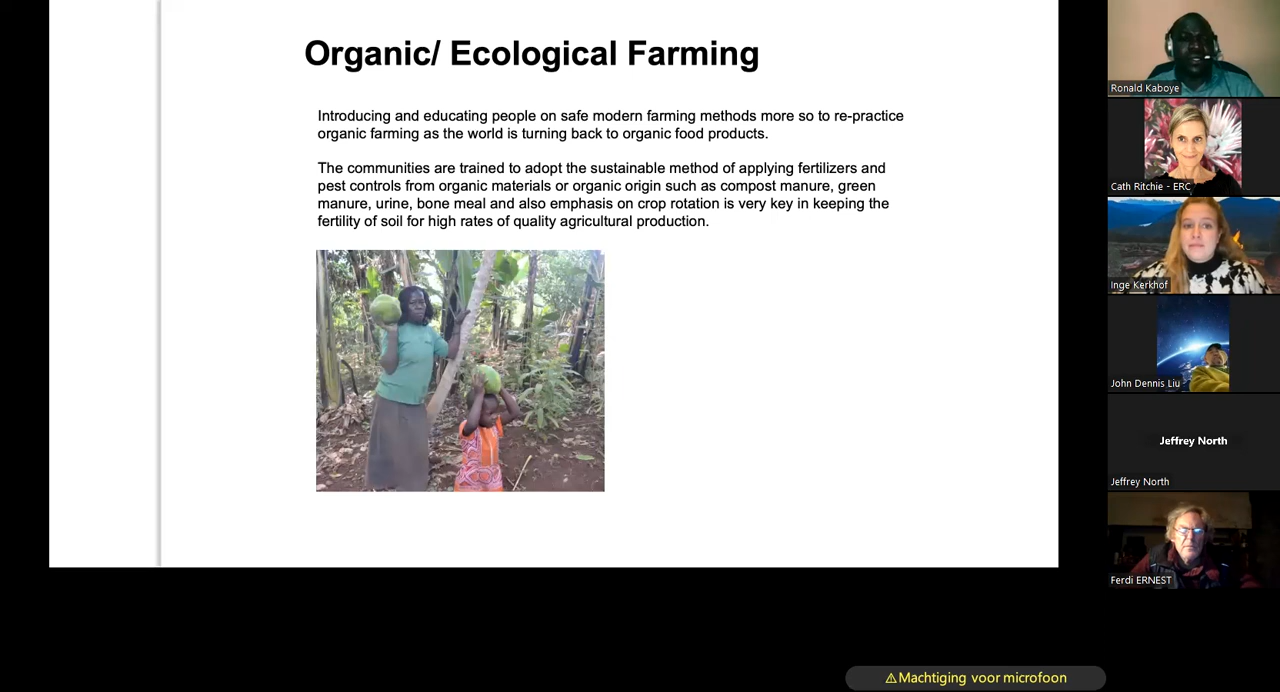 Organic/ Ecological Farming
Introducing and educating people on safe modern farming methods more so to re-practice
organic farming as the world is turning back to organic food products.
The communities are trained to adopt the sustainable method of applying fertilizers and
pest controls from organic materials or organic origin such as compost manure, green
manure, urine, bone meal and also emphasis on crop rotation is very key in keeping the
fertility of soil for high rates of quality agricultural production.
Ronald Kaboye
Cath Ritchie - ERC
Inge Kerkhof
John Dennis Liu
Jeffrey North
Jeffrey North
Ferdi ERNEST
⚠Machtiging voor microfoon